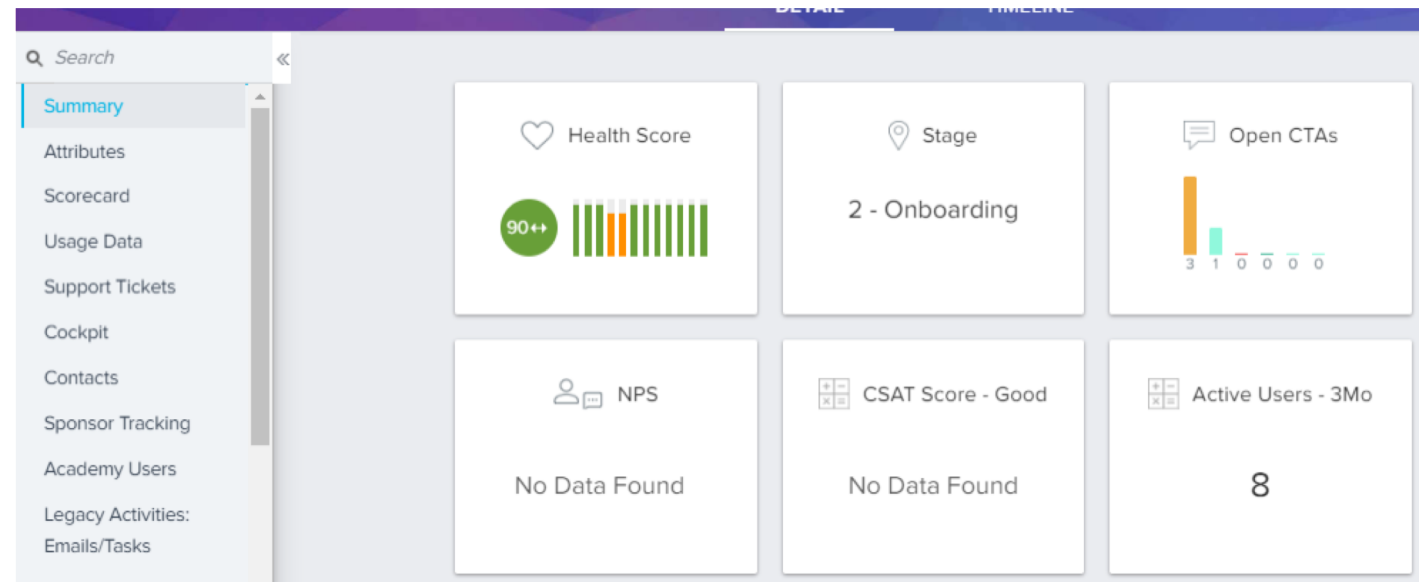 DETAIL
TIMELINE
Search
Summary
Attributes
Scorecard
Usage Data
Support Tickets
Cockpit
Contacts
Sponsor Tracking
Academy Users
Legacy Activities:
Emails/Tasks
Health Score
90
Stage
2 - Onboarding
Open CTAs
3 1 0 0 0 0
NPS
No Data Found
CSAT Score - Good
No Data Found
Active Users - 3Mo
8